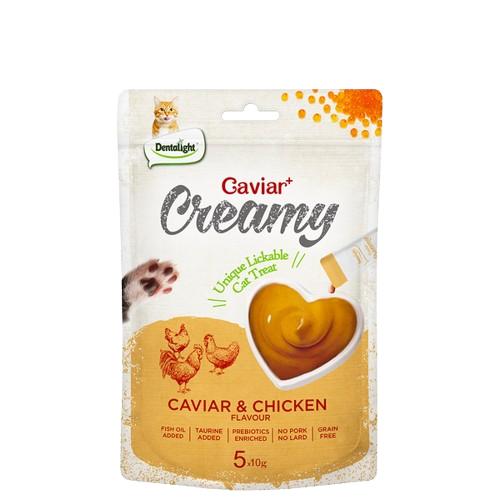 Dentalight
Caviar+
Creamy
Unique Lickable
Cat Treat
CAVIAR & CHICKEN
FLAVOUR
FISH OIL ADDED
TAURINE ADDED
PREBIOTICS ENRICHED
NO PORK NO LARD
GRAIN FREE
5x10g